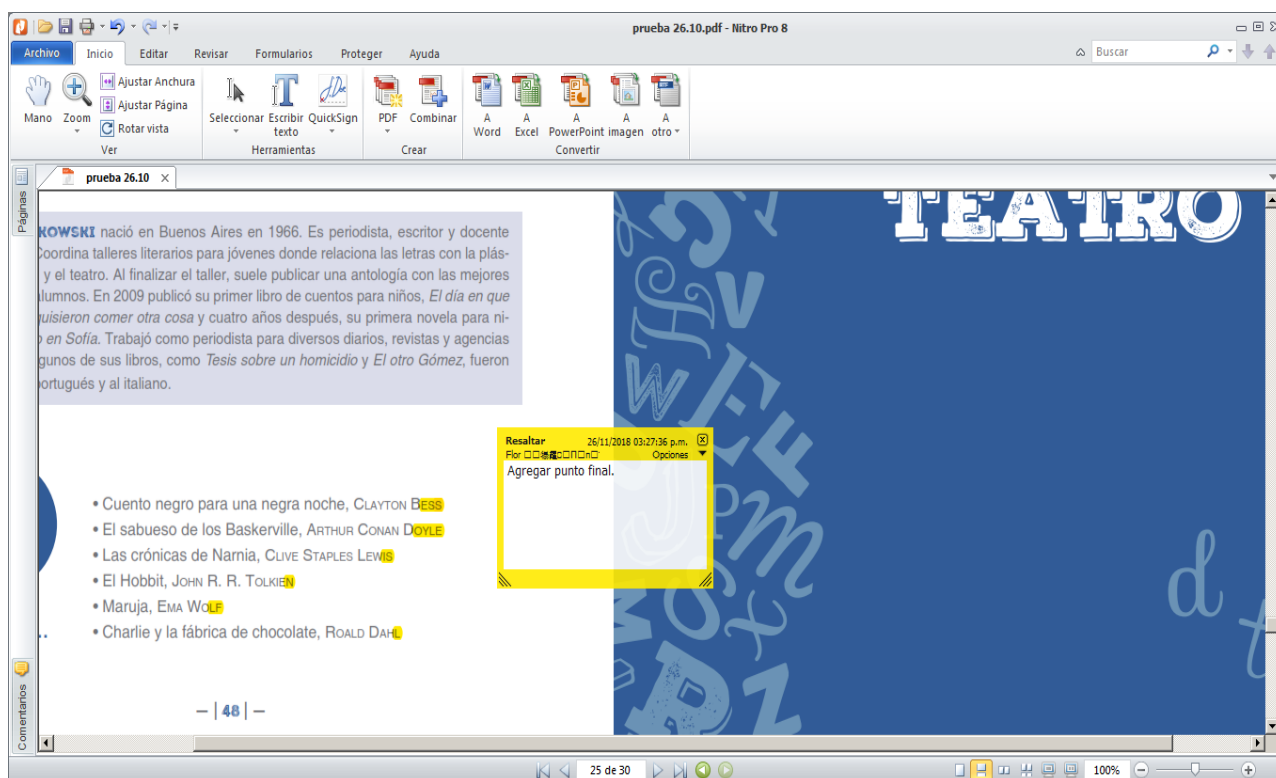 prueba 26.10.pdf - Nitro Pro 8
Archivo Inicio Editar Revisar Formularios Proteger Ayuda
Buscar
Mano
Zoom
Ajustar Anchura
Ajustar Página
Rotar vista
Ver
Seleccionar
Escribir texto
QuickSign
Herramientas
PDF
Combinar
Crear
A Word
A Excel
A PowerPoint
A imagen
A otro
Convertir
prueba 26.10
Páginas
KOWSKI nació en Buenos Aires en 1966. Es periodista, escritor y docente
Coordina talleres literarios para jóvenes donde relaciona las letras con la plás-
y el teatro. Al finalizar el taller, suele publicar una antología con las mejores
lumnos. En 2009 publicó su primer libro de cuentos para niños, El día en que
quisieron comer otra cosa y cuatro años después, su primera novela para ni-
o en Sofía. Trabajó como periodista para diversos diarios, revistas y agencias
gunos de sus libros, como Tesis sobre un homicidio y El otro Gómez, fueron
portugués y al italiano.
TEATRO
Resaltar 26/11/2018 03:27:36 p.m.
Flor Opciones
Agregar punto final.
• Cuento negro para una negra noche, CLAYTON BESS
• El sabueso de los Baskerville, ARTHUR CONAN DOYLE
• Las crónicas de Narnia, CLIVE STAPLES LEWIS
• El Hobbit, JOHN R. R. TOLKIEN
• Maruja, EMA WOLF
• Charlie y la fábrica de chocolate, ROALD DAHL
— | 48 | —
d
t
Comentarios
25 de 30
100%